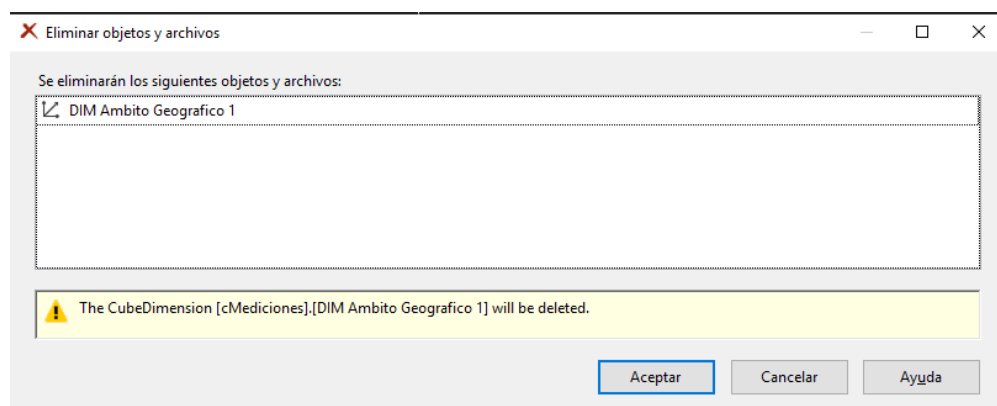 Eliminar objetos y archivos
Se eliminarán los siguientes objetos y archivos:
DIM Ambito Geografico 1
The CubeDimension [cMediciones].[DIM Ambito Geografico 1] will be deleted.
Aceptar Cancelar Ayuda